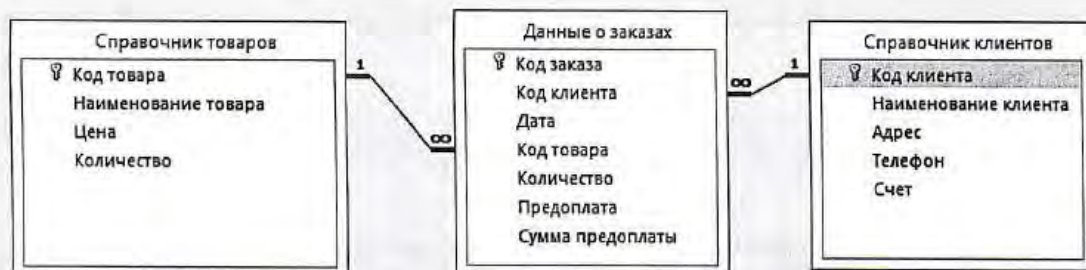 Справочник товаров
Код товара
Наименование товара
Цена
Количество
1
∞
Данные о заказах
Код заказа
Код клиента
Дата
Код товара
Количество
Предоплата
Сумма предоплаты
∞
1
Справочник клиентов
Код клиента
Наименование клиента
Адрес
Телефон
Счет